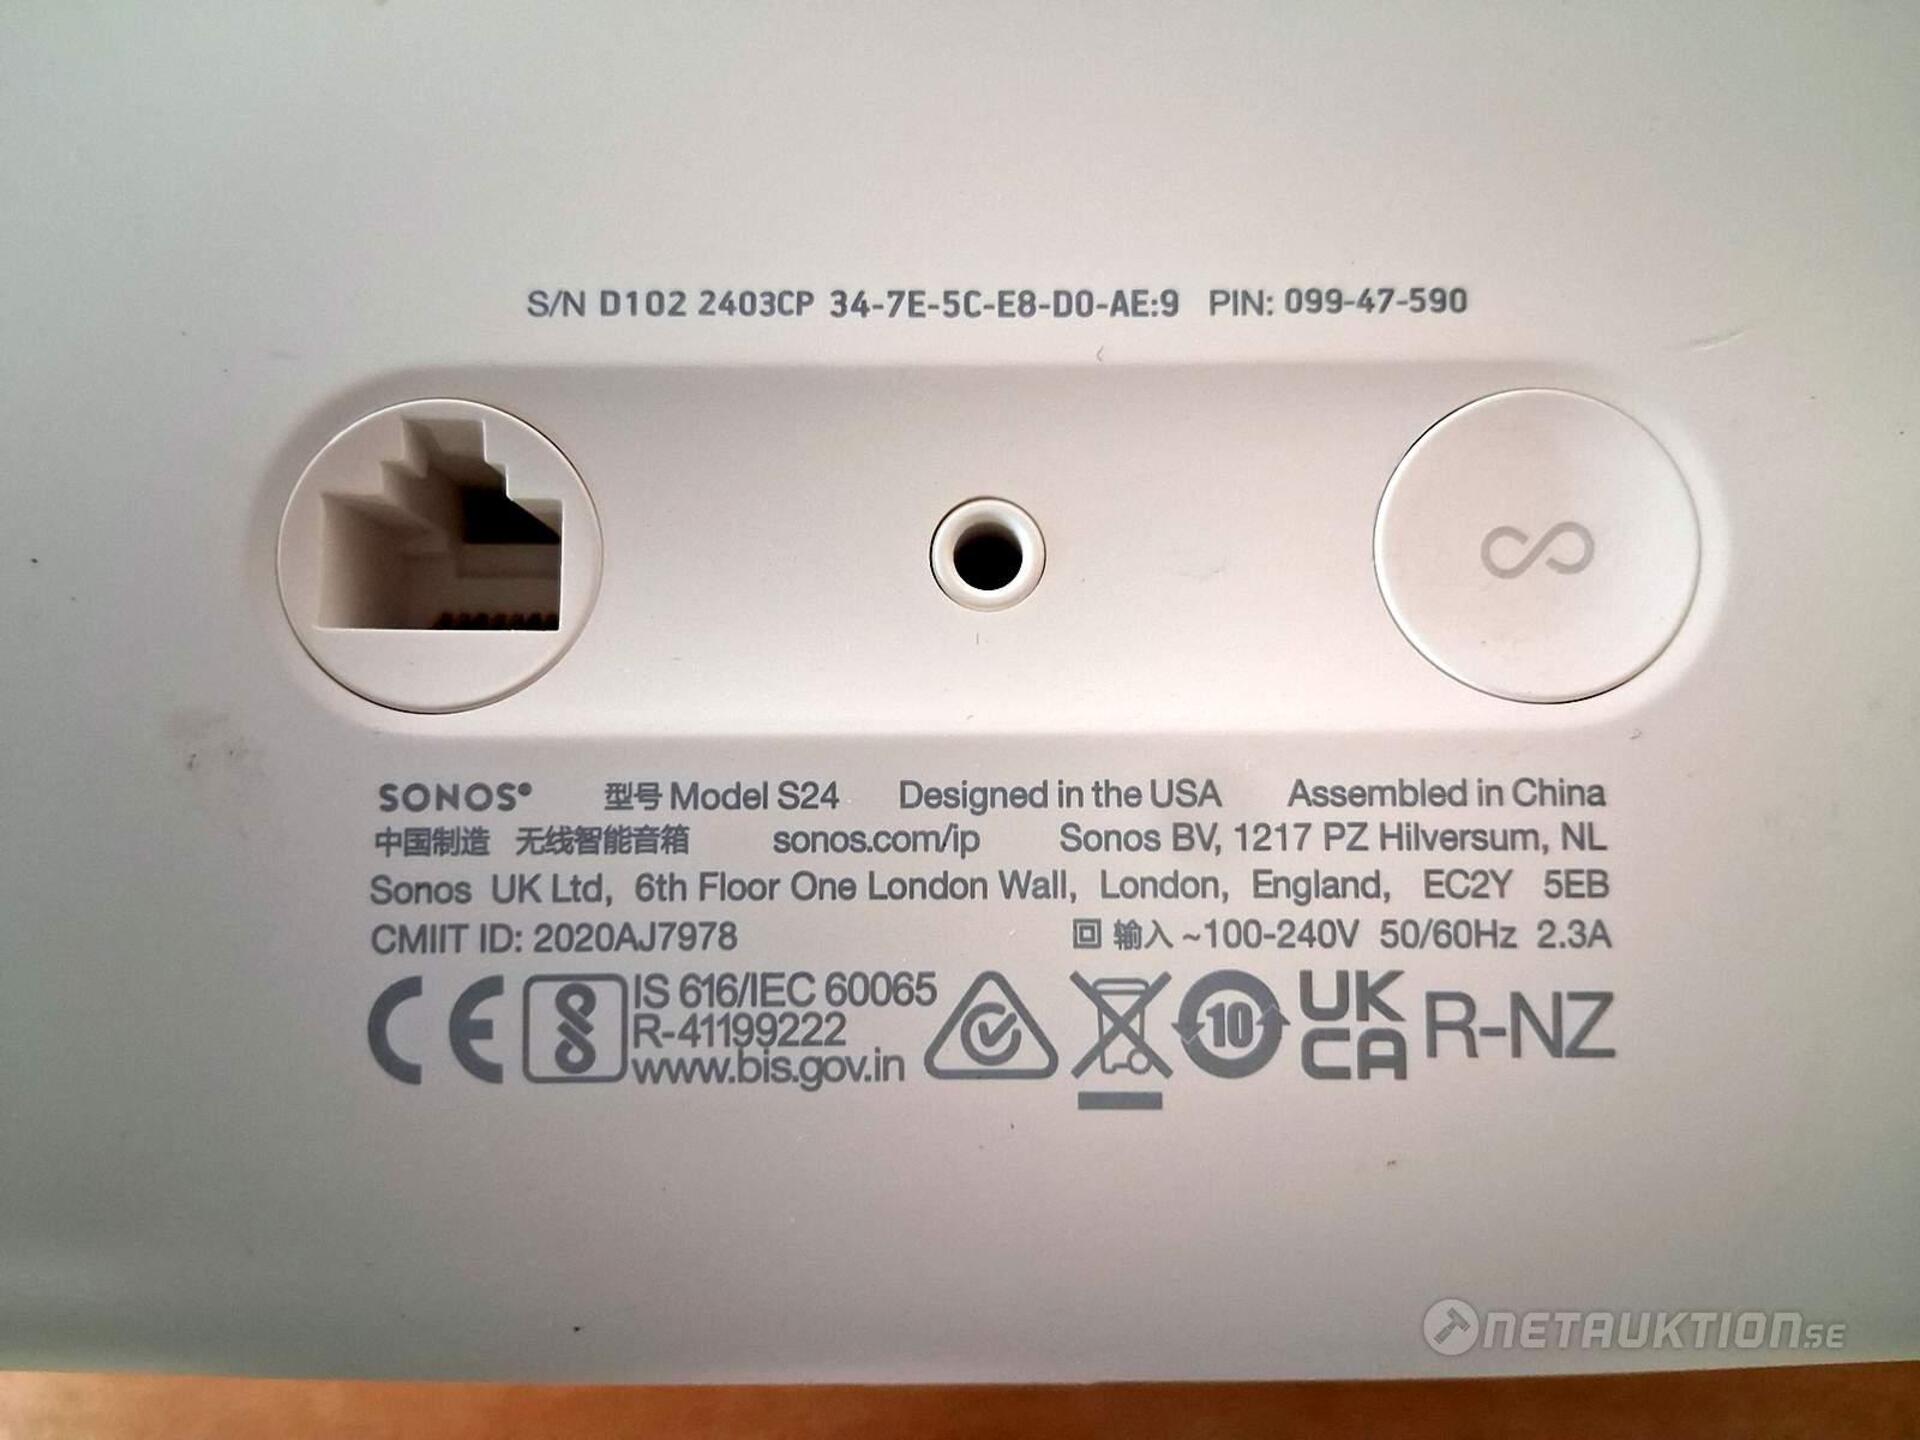 S/N D102 2403CP 34-7E-5C-E8-D0-AE:9 PIN: 099-47-590
SONOS 型号 Model S24 Designed in the USA Assembled in China
中国制造 无线智能音箱 sonos.com/ip Sonos BV, 1217 PZ Hilversum, NL
Sonos UK Ltd, 6th Floor One London Wall, London, England, EC2Y 5EB
CMIIT ID: 2020AJ7978 输入 ~100-240V 50/60Hz 2.3A
CE IS 616/IEC 60065
R-41199222
www.bis.gov.in
10 UK
CA R-NZ
NETAUKTION.SE